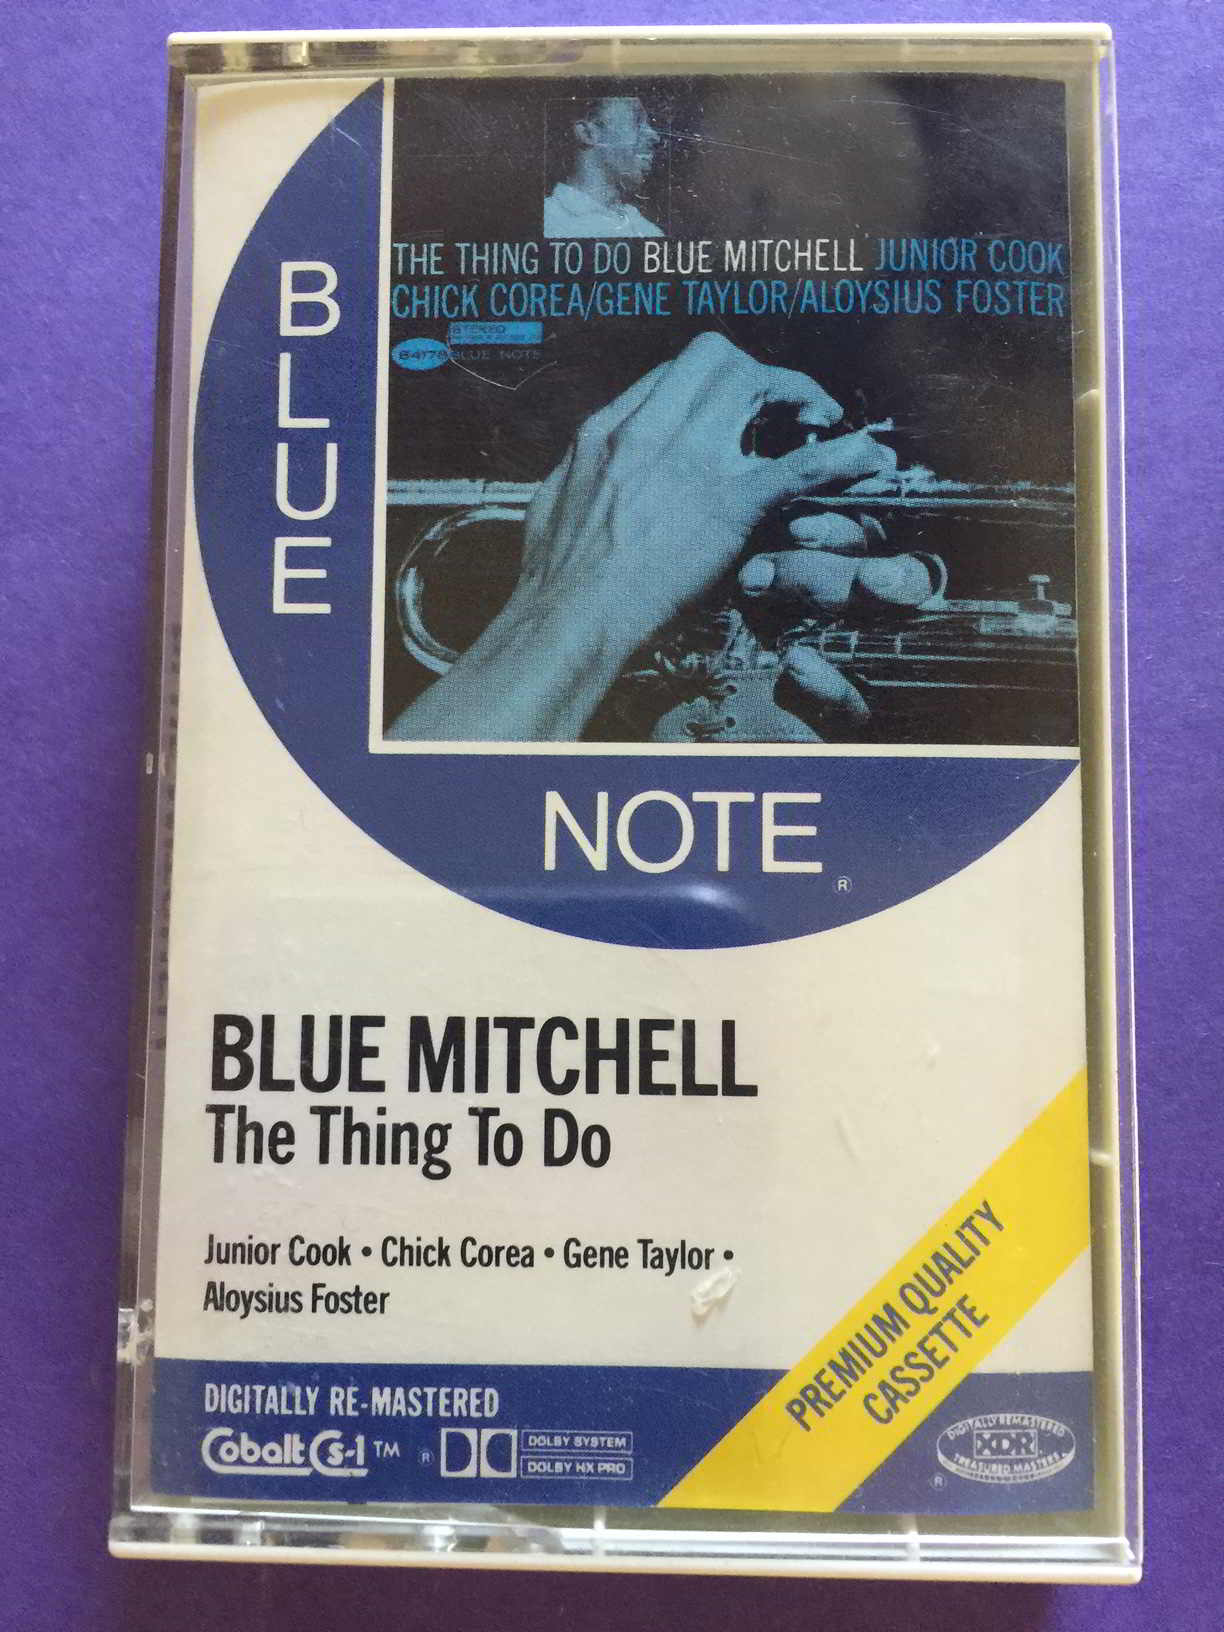 BLUE
NOTE
®
THE THING TO DO BLUE MITCHELL JUNIOR COOK
CHICK COREA/GENE TAYLOR/ALOYSIUS FOSTER
STEREO
84178 BLUE NOTE
BLUE MITCHELL
The Thing To Do
Junior Cook • Chick Corea • Gene Taylor •
Aloysius Foster
PREMIUM QUALITY
CASSETTE
DIGITALLY RE-MASTERED
Cobalt Cs-1 TM
® DOLBY SYSTEM
DOLBY HX PRO
DIGITALLY REMASTERED
XDR
TREASURED MASTERS
®